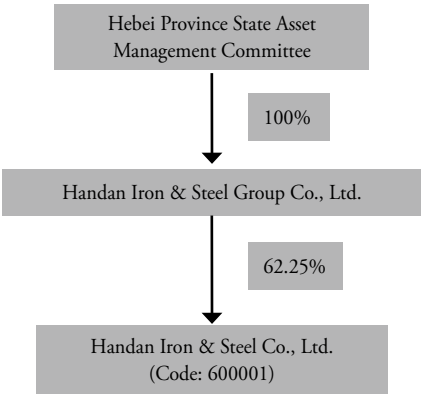 Hebei Province State Asset
Management Committee
100%
Handan Iron & Steel Group Co., Ltd.
62.25%
Handan Iron & Steel Co., Ltd.
(Code: 600001)